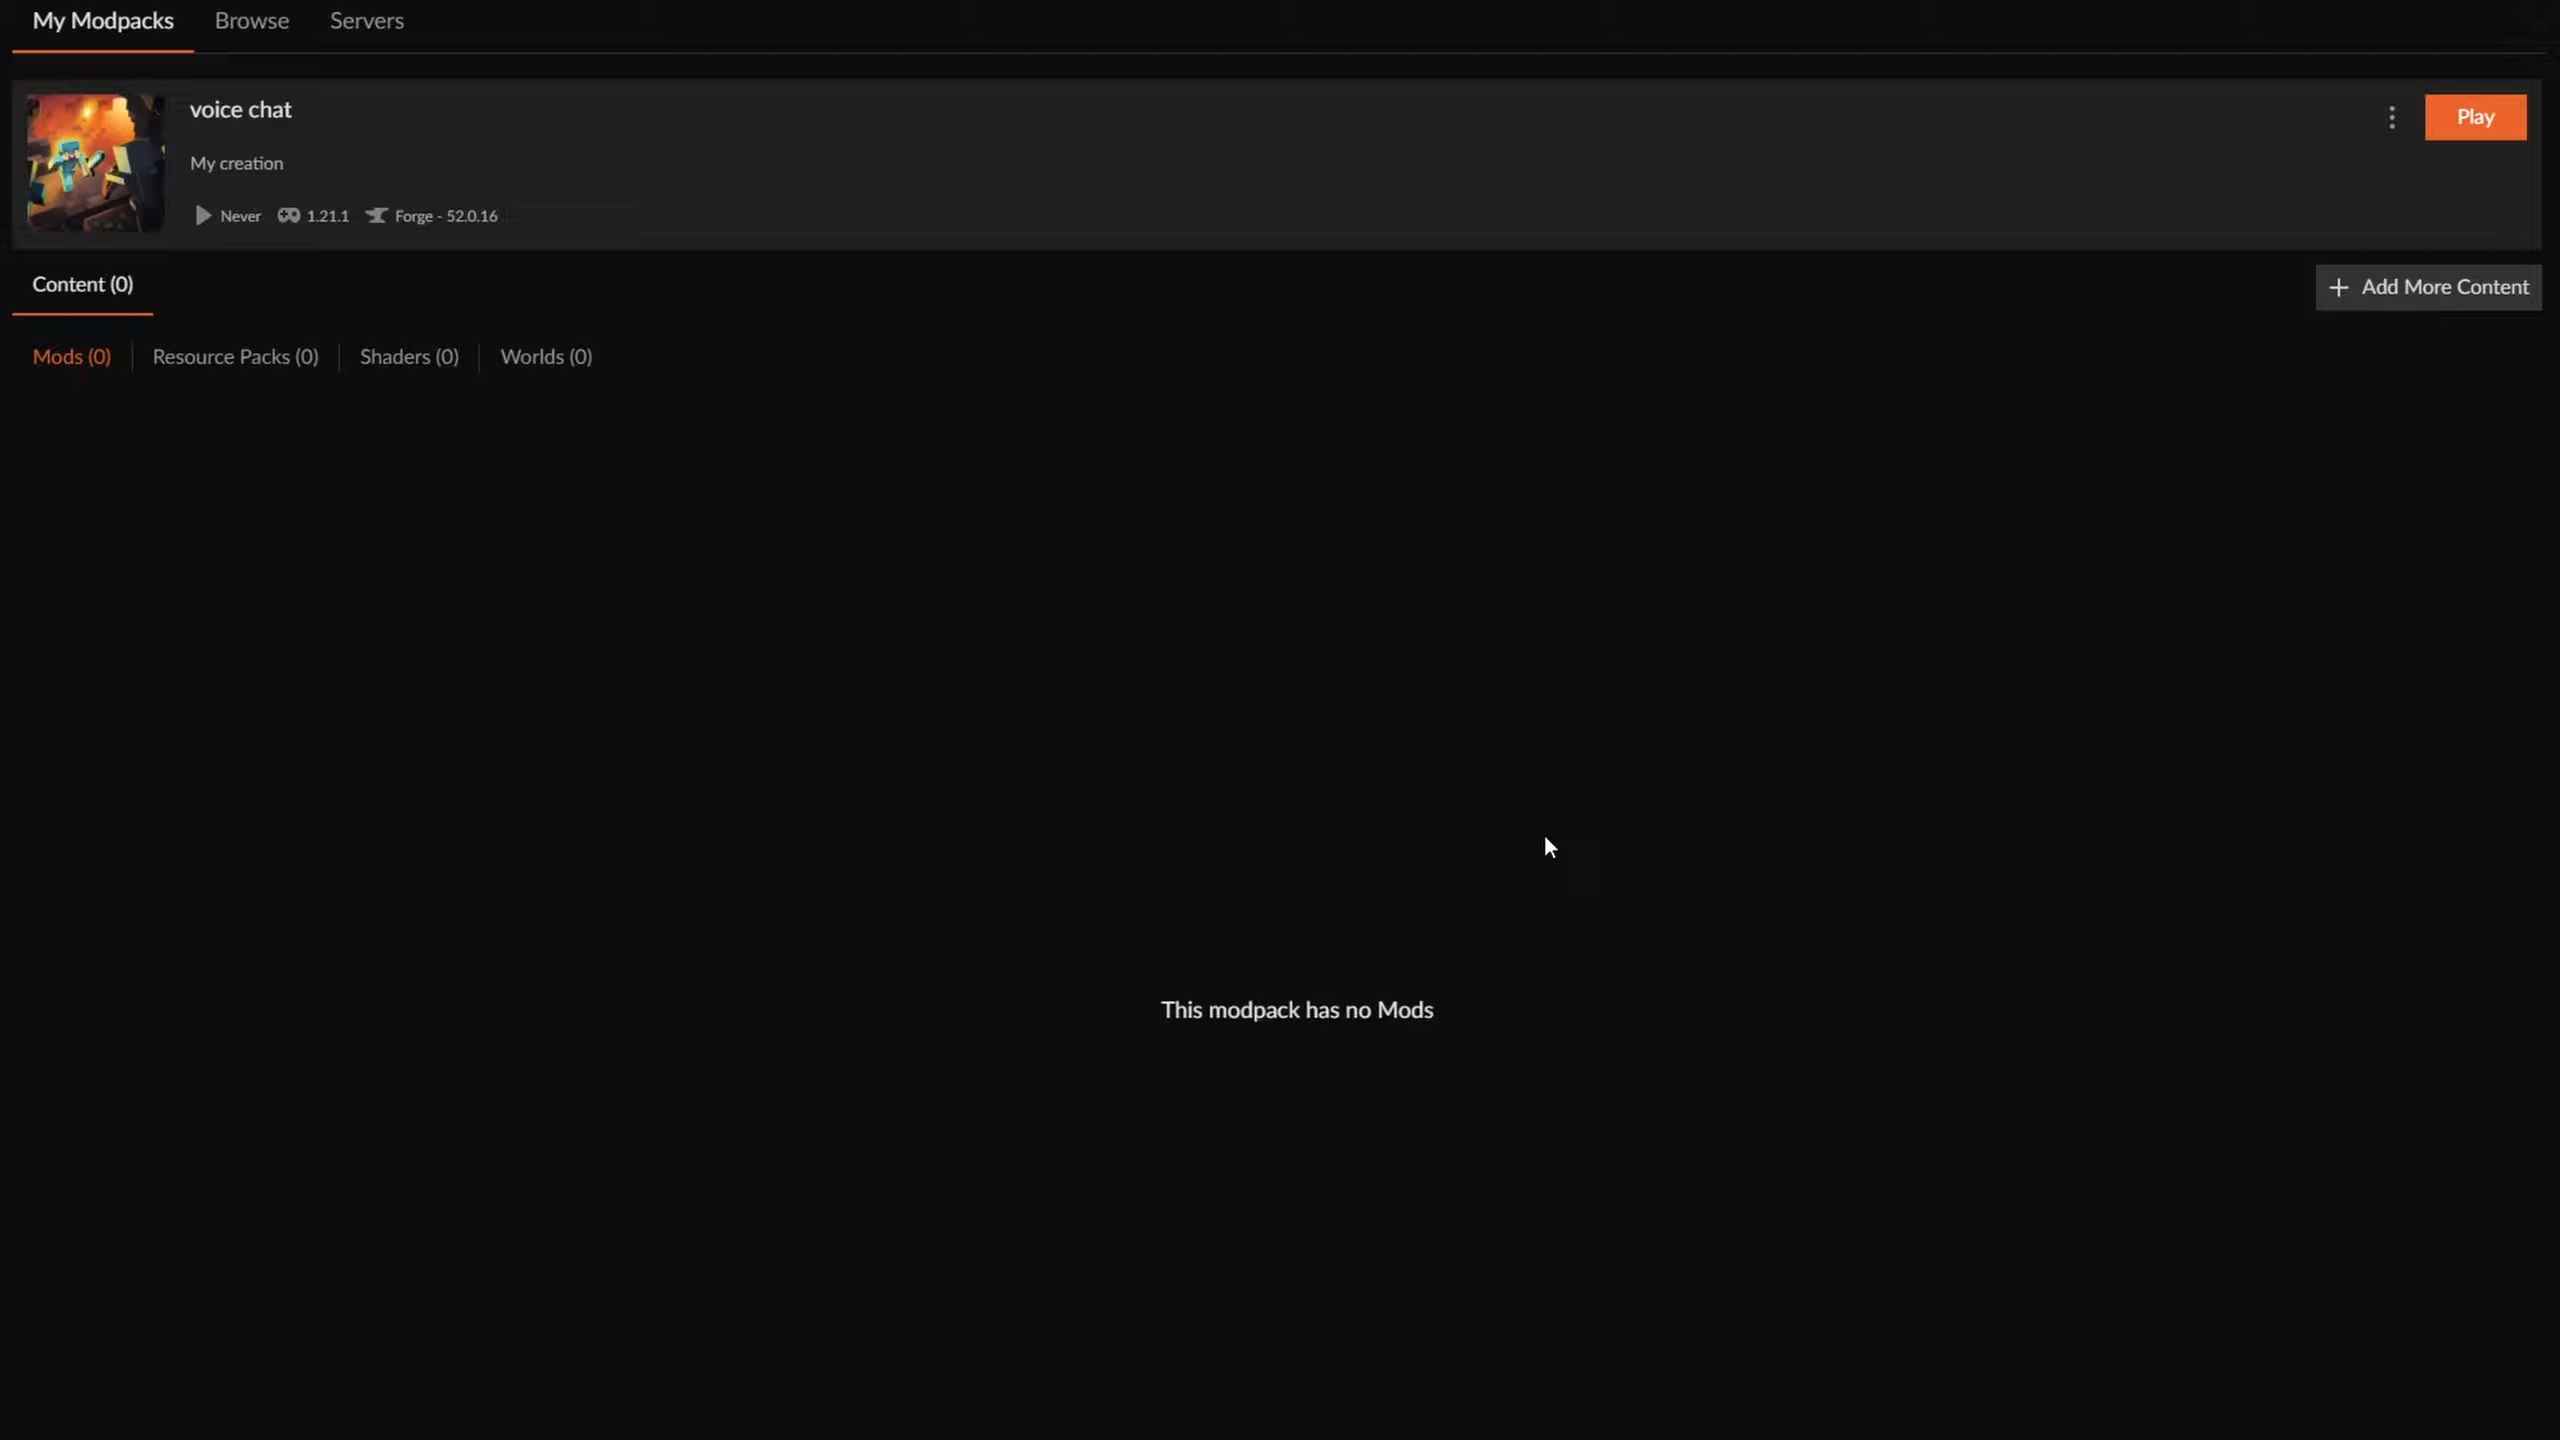 My Modpacks Browse Servers
voice chat
Play
My creation
Never 1.21.1 Forge - 52.0.16
Content (0)
Add More Content
Mods (0) Resource Packs (0) Shaders (0) Worlds (0)
This modpack has no Mods